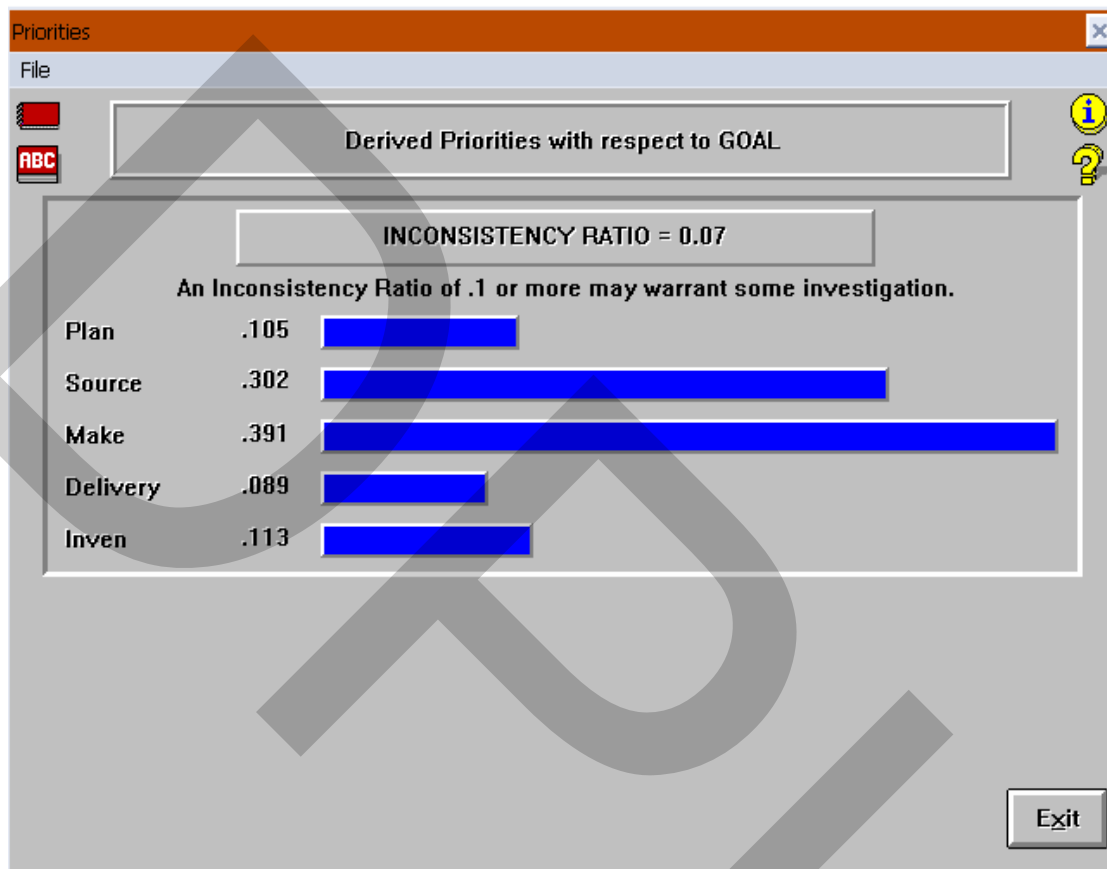 Priorities
File
ABC
Derived Priorities with respect to GOAL
INCONSISTENCY RATIO = 0.07
An Inconsistency Ratio of .1 or more may warrant some investigation.
Plan .105
Source .302
Make .391
Delivery .089
Inven .113
Exit